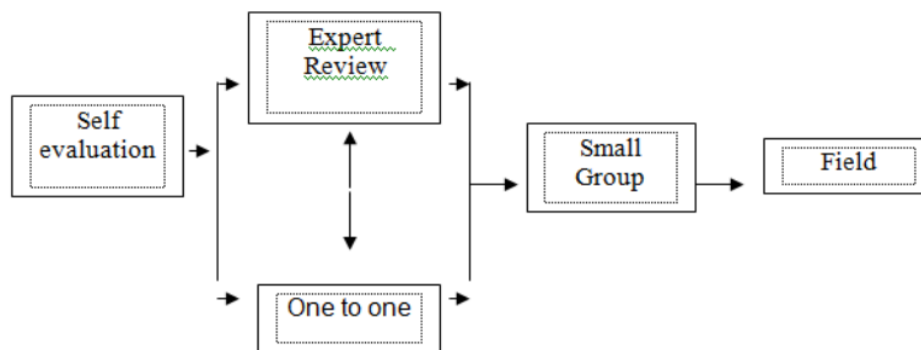 Self
evaluation
Expert
Review
One to one
Small
Group
Field